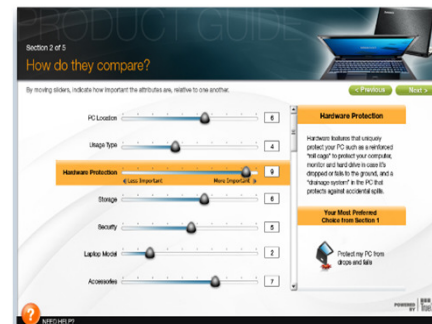 PRODUCT GUIDE
Section 2 of 5
How do they compare?
By moving sliders, indicate how important the attributes are, relative to one another.
< Previous
Next >
PC Location
6
Usage Type
4
Hardware Protection
9
Less Important
More Important
Storage
6
Security
5
Laptop Model
2
Accessories
7
Hardware Protection
Hardware features that uniquely
protect your PC such as a reinforced
"roll cage" to protect your computer,
monitor and hard drive in case it's
dropped or falls to the ground, and a
"drainage system" in the PC that
protects against accidental spills.
Your Most Preferred
Choice from Section 1
Protect my PC from
drops and falls
POWERED
BY
? NEED HELP?